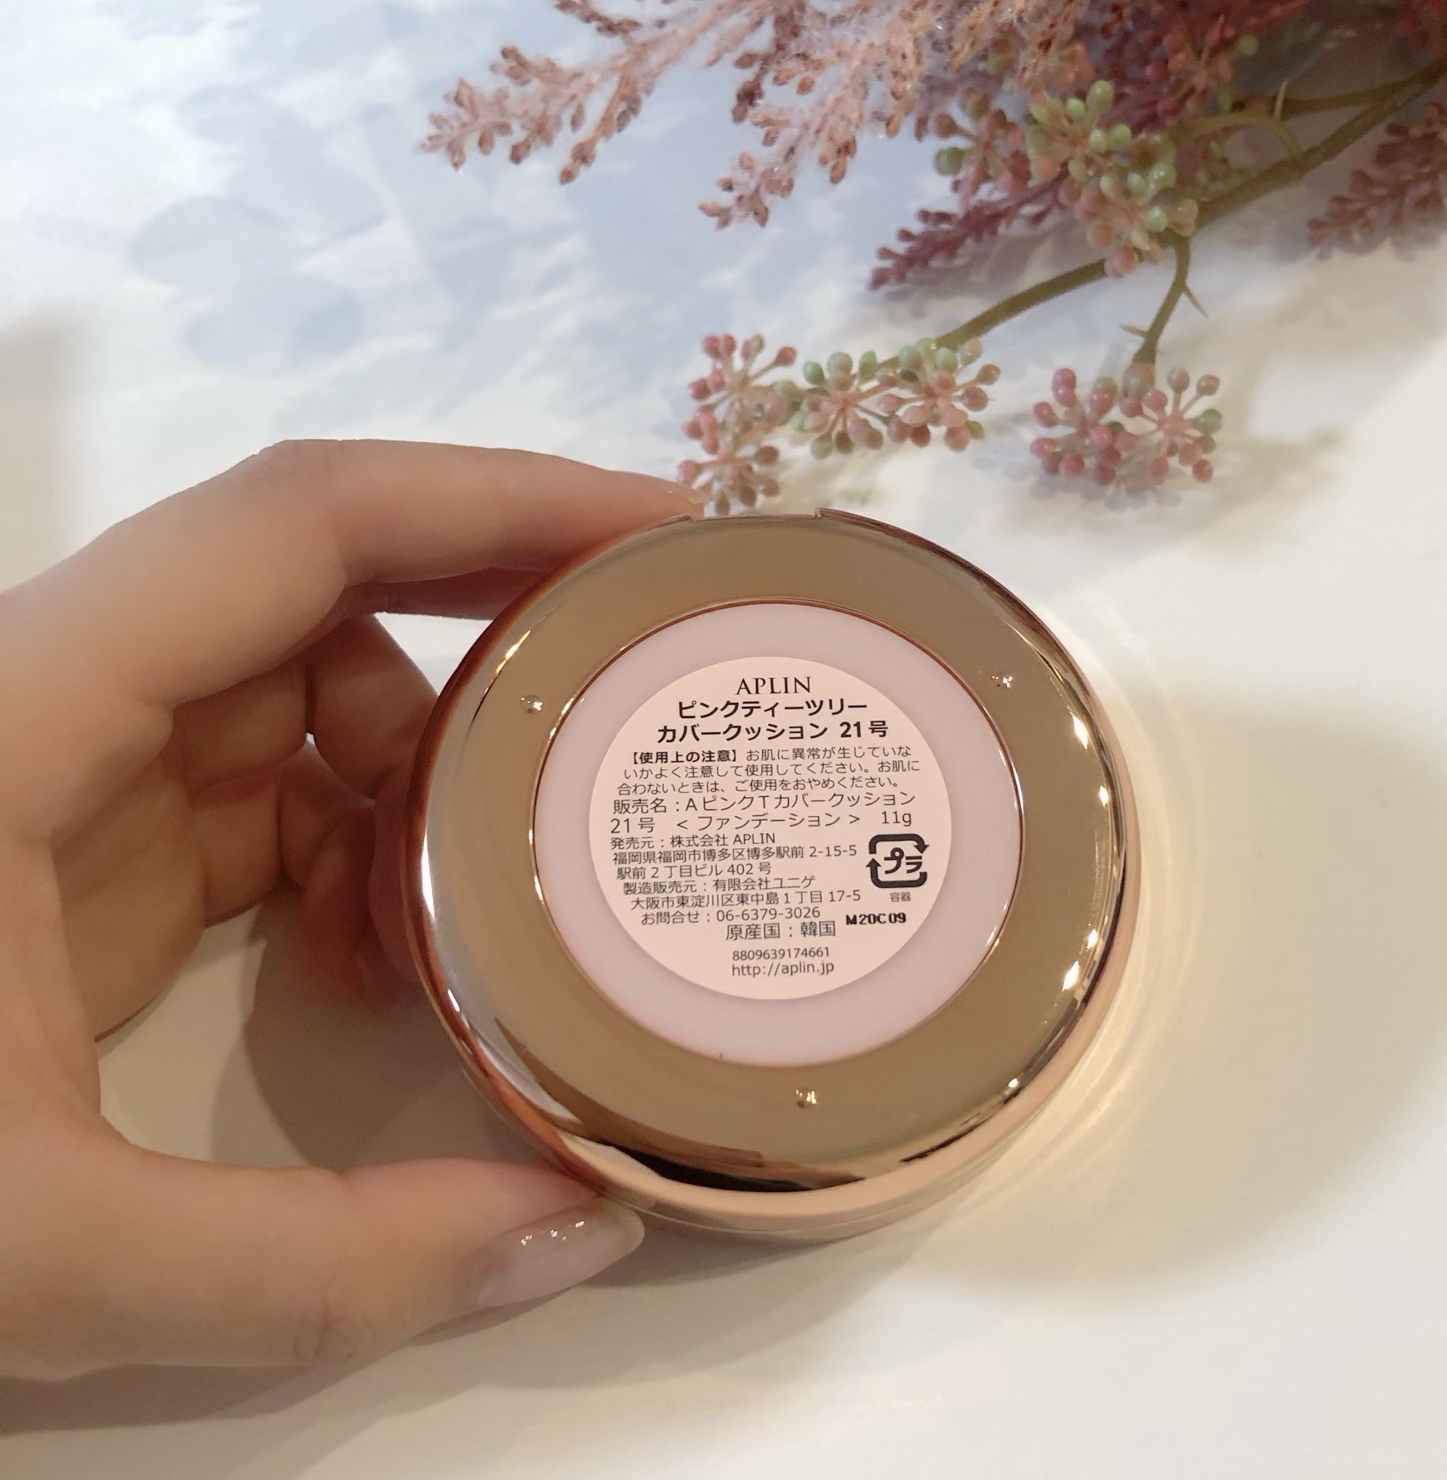 APLIN
ピンクティーツリー
カバークッション 21号
【使用上の注意】お肌に異常が生じていな
いかよく注意して使用してください。お肌に
合わないときは、ご使用をおやめください。
販売名：AピンクTカバークッション
21号 ＜ファンデーション＞ 11g
発売元：株式会社 APLIN
福岡県福岡市博多区博多駅前 2-15-5
駅前2丁目ビル 402号
製造販売元：有限会社ユニゲ
大阪市東淀川区東中島1丁目 17-5
お問合せ：06-6379-3026
原産国：韓国
プラ
容器
M20C09
8809639174661
http://aplin.jp